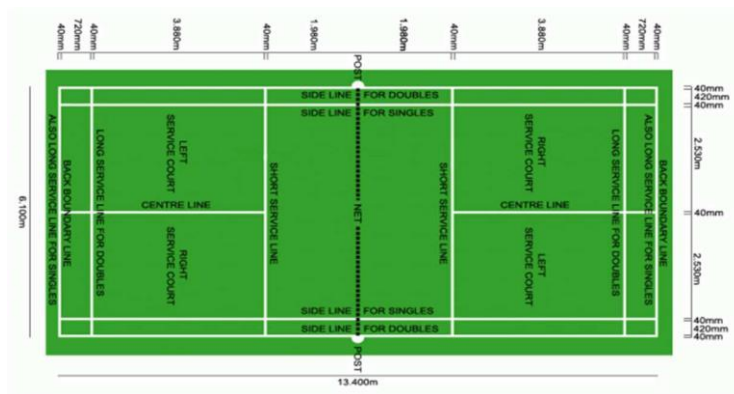 40mm
720mm
40mm
3.880m
40mm
1.980m
1.980m
40mm
3.880m
40mm
720mm
40mm
POST
SIDE LINE FOR DOUBLES
SIDE LINE FOR SINGLES
40mm
420mm
40mm
2.530m
40mm
2.530m
40mm
420mm
40mm
6.100m
ALSO LONG SERVICE LINE FOR SINGLES
BACK BOUNDARY LINE
LONG SERVICE LINE FOR DOUBLES
LEFT
SERVICE COURT
CENTRE LINE
RIGHT
SERVICE COURT
SHORT SERVICE LINE
NET
SHORT SERVICE LINE
RIGHT
SERVICE COURT
CENTRE LINE
LEFT
SERVICE COURT
LONG SERVICE LINE FOR DOUBLES
ALSO LONG SERVICE LINE FOR SINGLES
BACK BOUNDARY LINE
SIDE LINE FOR SINGLES
SIDE LINE FOR DOUBLES
POST
13.400m